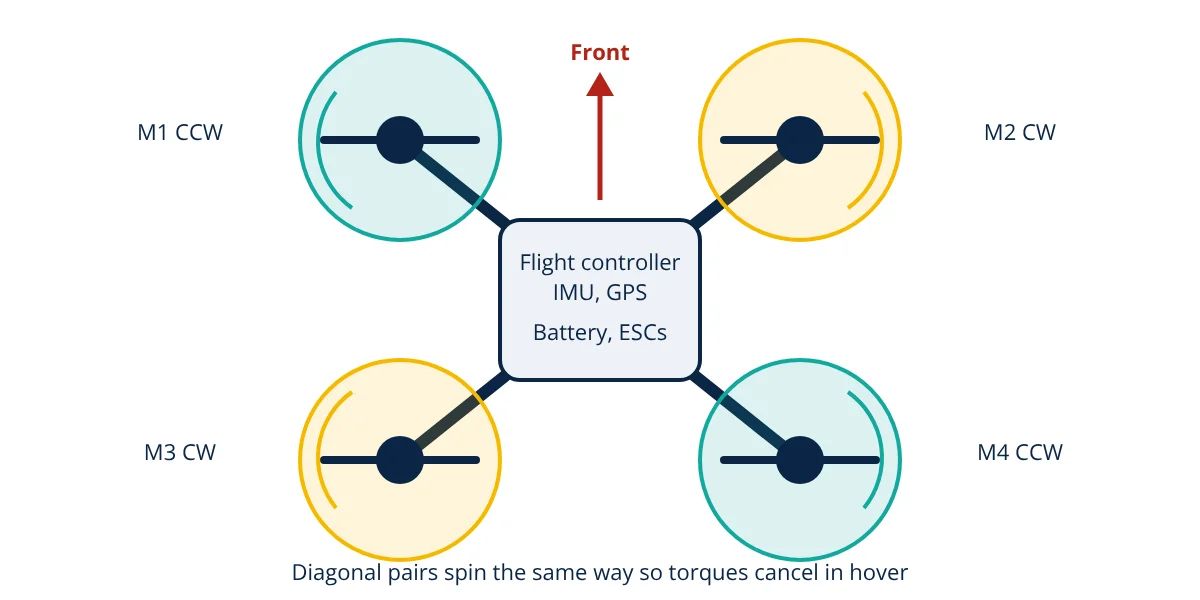 Front
M1 CCW
M2 CW
Flight controller
IMU, GPS
Battery, ESCs
M3 CW
M4 CCW
Diagonal pairs spin the same way so torques cancel in hover